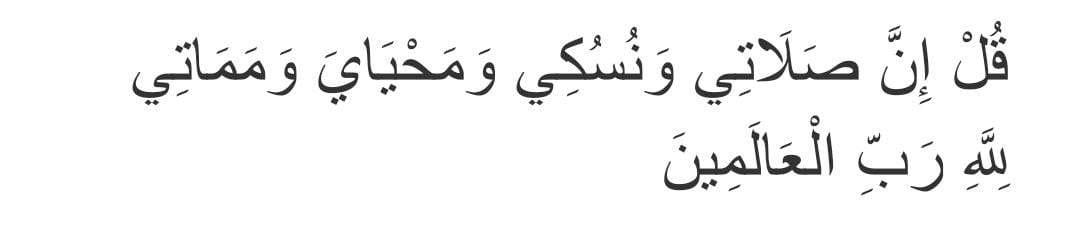 قُلْ إِنَّ صَلَاتِي وَنُسُكِي وَمَحْيَايَ وَمَمَاتِي
لِلَّهِ رَبِّ الْعَالَمِينَ